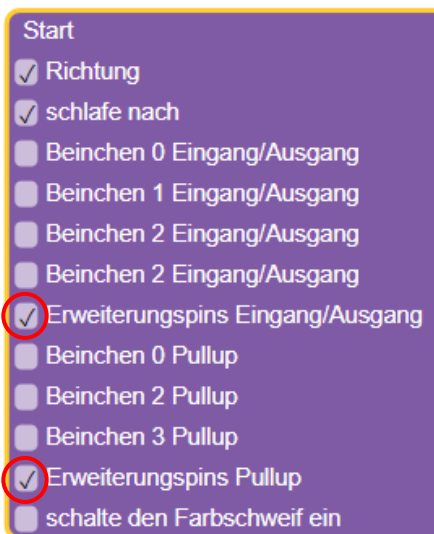 Start
Richtung
schlafe nach
Beinchen 0 Eingang/Ausgang
Beinchen 1 Eingang/Ausgang
Beinchen 2 Eingang/Ausgang
Beinchen 2 Eingang/Ausgang
Erweiterungspins Eingang/Ausgang
Beinchen 0 Pullup
Beinchen 2 Pullup
Beinchen 3 Pullup
Erweiterungspins Pullup
schalte den Farbschweif ein